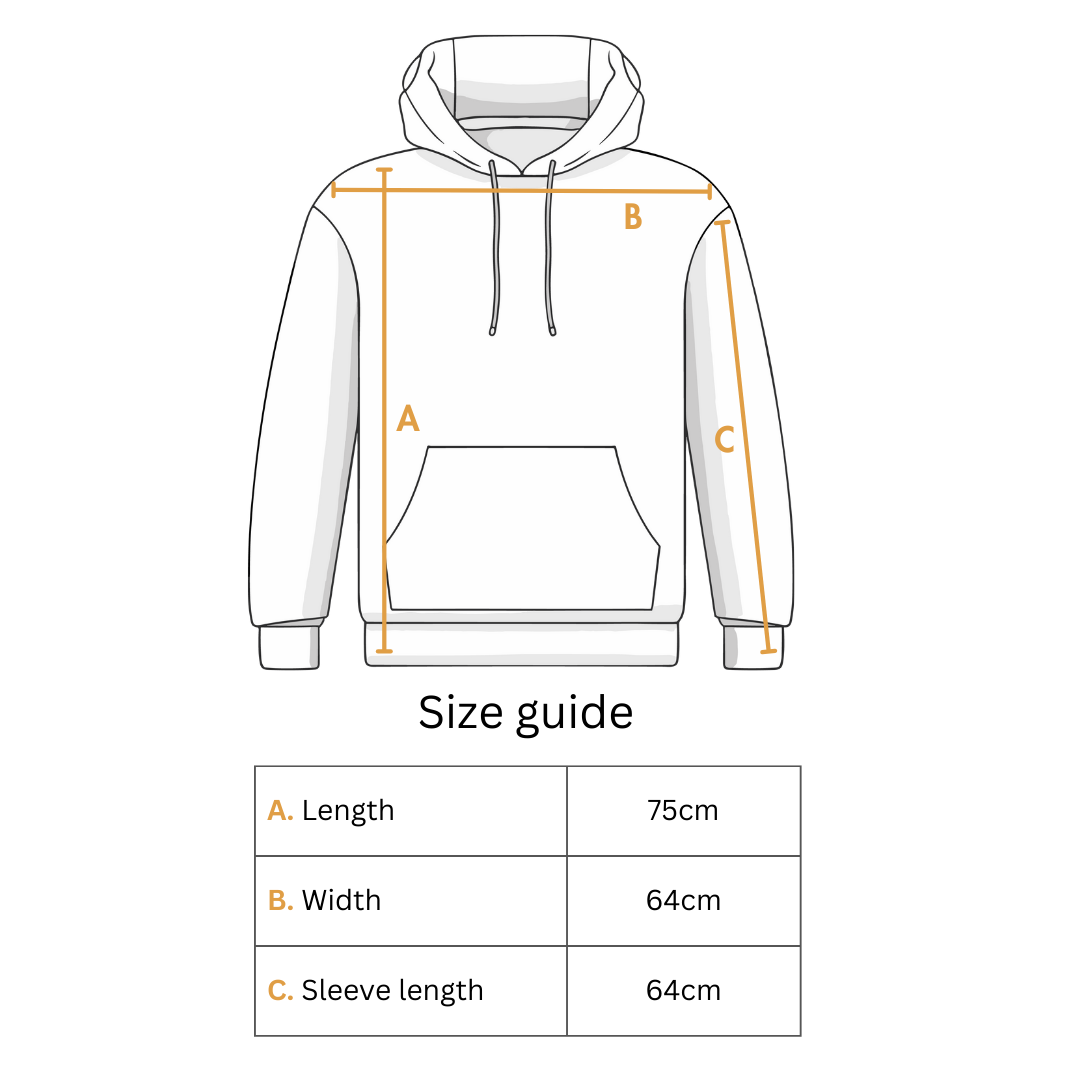 B
A
C
Size guide
A. Length 75cm
B. Width 64cm
C. Sleeve length 64cm